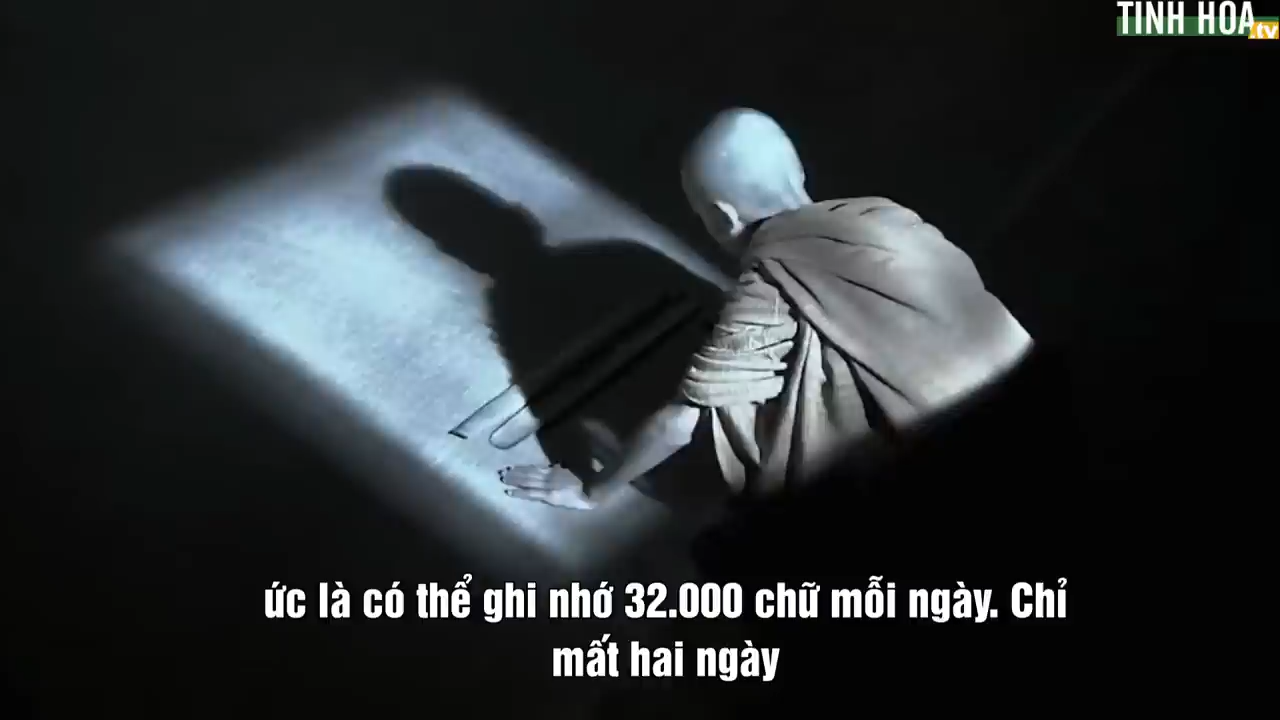 TINH HOA
.tv
ức là có thể ghi nhớ 32.000 chữ mỗi ngày. Chỉ
mất hai ngày